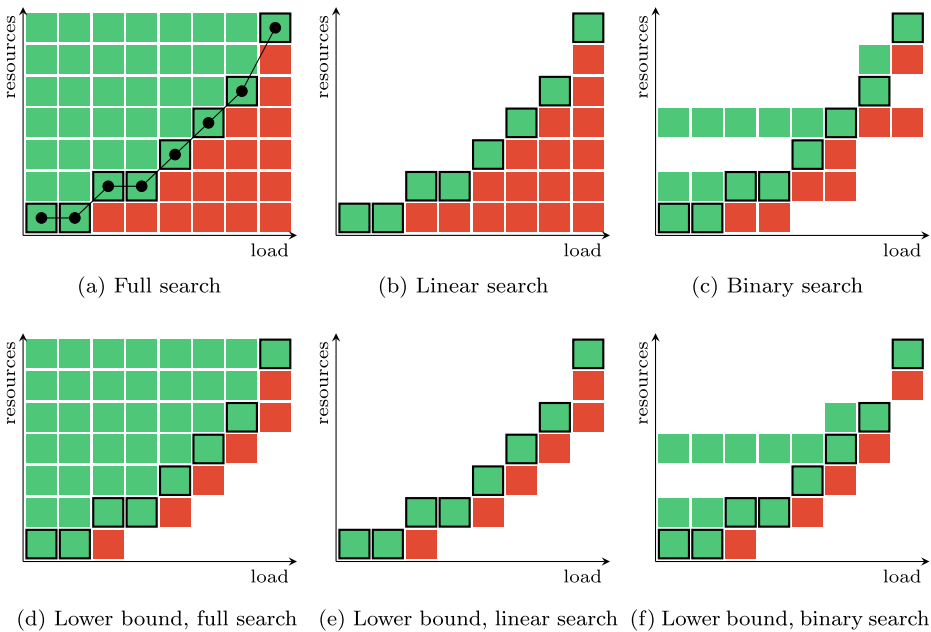 resources
load
(a) Full search
resources
load
(b) Linear search
resources
load
(c) Binary search
resources
load
(d) Lower bound, full search
resources
load
(e) Lower bound, linear search
resources
load
(f) Lower bound, binary search